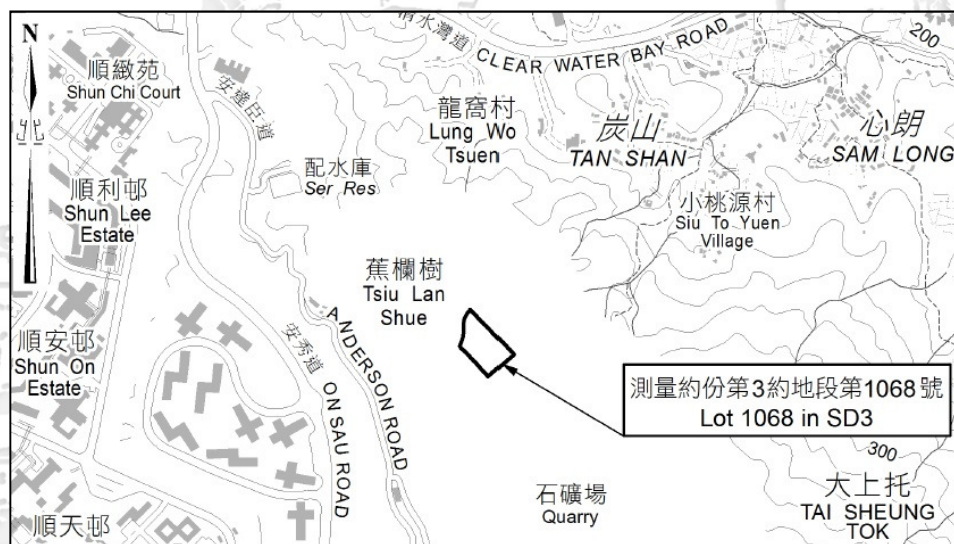 N
順緻苑
Shun Chi Court
安達臣道
清水灣道
CLEAR WATER BAY ROAD
200
龍窩村
Lung Wo
Tsuen
炭山
TAN SHAN
心朗
SAM LONG
配水庫
Ser Res
順利邨
Shun Lee
Estate
小桃源村
Siu To Yuen
Village
蕉欄樹
Tsiu Lan
Shue
ANDERSON ROAD
安秀道 ON SAU ROAD
順安邨
Shun On
Estate
測量約份第3約地段第1068號
Lot 1068 in SD3
300
石礦場
Quarry
大上托
TAI SHEUNG
TOK
順天邨